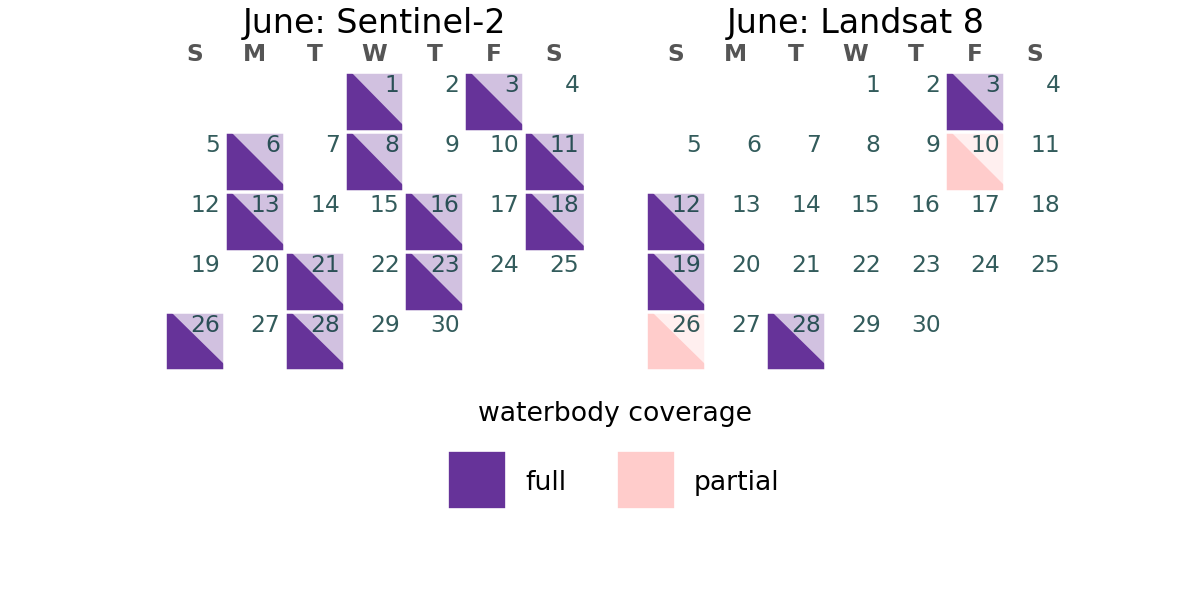 June: Sentinel-2
S M T W T F S
1 2 3 4
5 6 7 8 9 10 11
12 13 14 15 16 17 18
19 20 21 22 23 24 25
26 27 28 29 30
June: Landsat 8
S M T W T F S
1 2 3 4
5 6 7 8 9 10 11
12 13 14 15 16 17 18
19 20 21 22 23 24 25
26 27 28 29 30
waterbody coverage
full partial